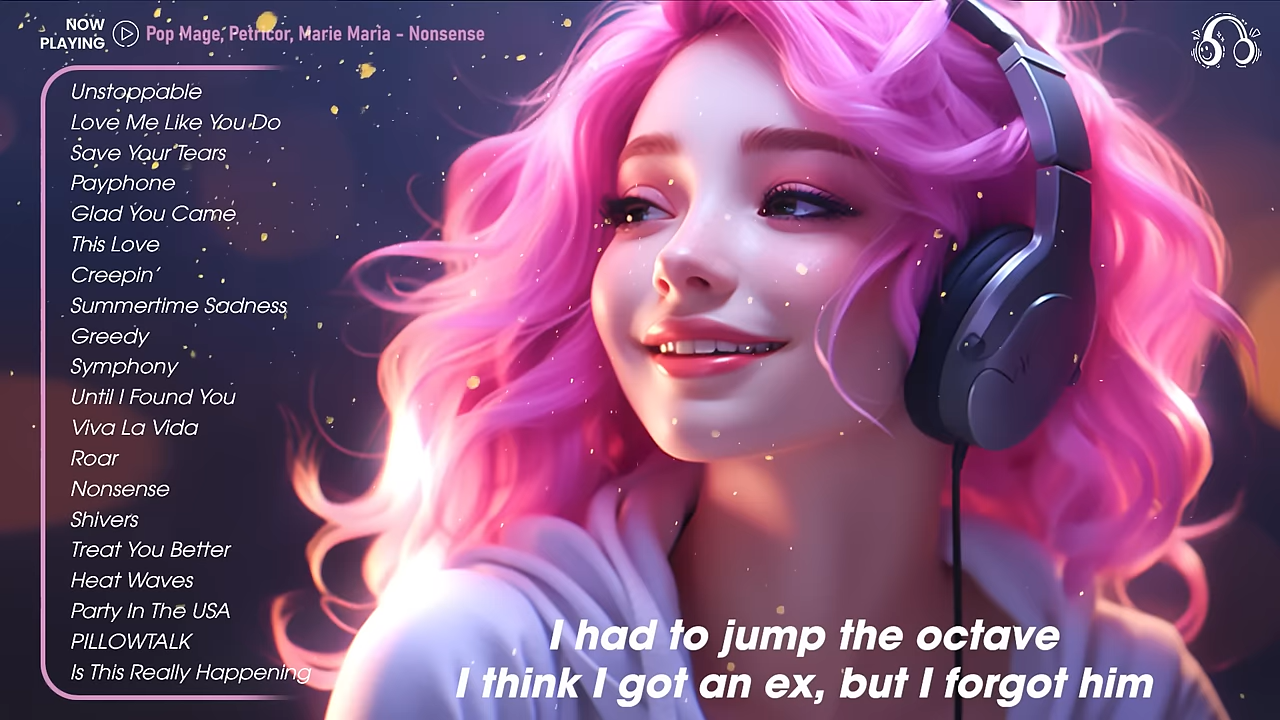 NOW
PLAYING
Pop Mage, Petricor, Marie Maria - Nonsense
Unstoppable
Love Me Like You Do
Save Your Tears
Payphone
Glad You Came
This Love
Creepin'
Summertime Sadness
Greedy
Symphony
Until I Found You
Viva La Vida
Roar
Nonsense
Shivers
Treat You Better
Heat Waves
Party In The USA
PILLOWTALK
Is This Really Happening
I had to jump the octave
I think I got an ex, but I forgot him